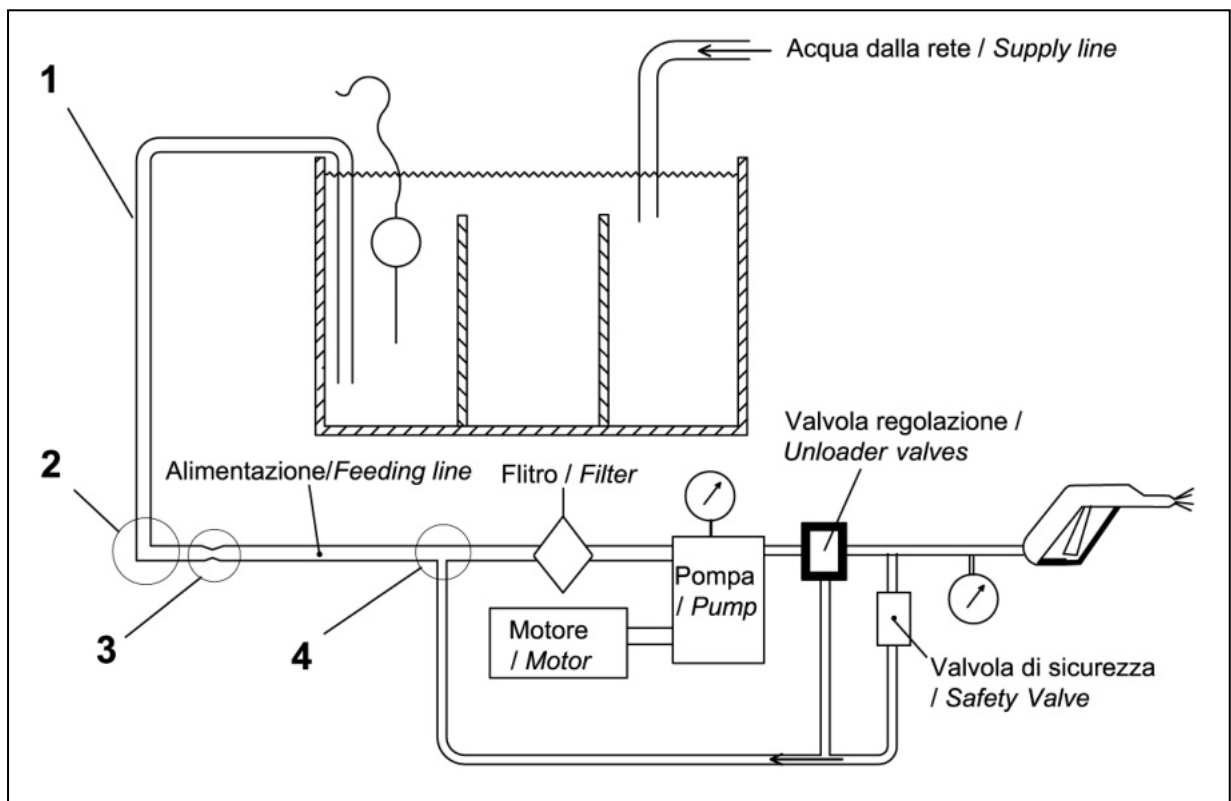 Acqua dalla rete / Supply line
1
Valvola regolazione /
Unloader valves
2
Alimentazione/Feeding line
Flitro / Filter
3
4
Pompa
/ Pump
Motore
/ Motor
Valvola di sicurezza
/ Safety Valve